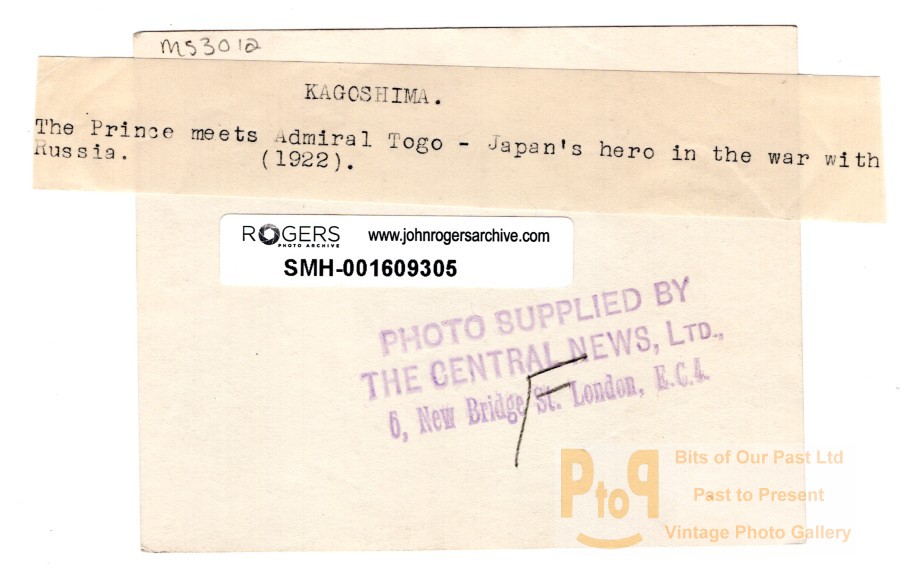 MS3012
KAGOSHIMA.
The Prince meets Admiral Togo - Japan's hero in the war with
Russia. (1922).
ROGERS
PHOTO ARCHIVE
www.johnrogersarchive.com
SMH-001609305
PHOTO SUPPLIED BY
THE CENTRAL NEWS, LTD.,
6, New Bridge St. London, E.C.4.
F
PtoP
Bits of Our Past Ltd
Past to Present
Vintage Photo Gallery